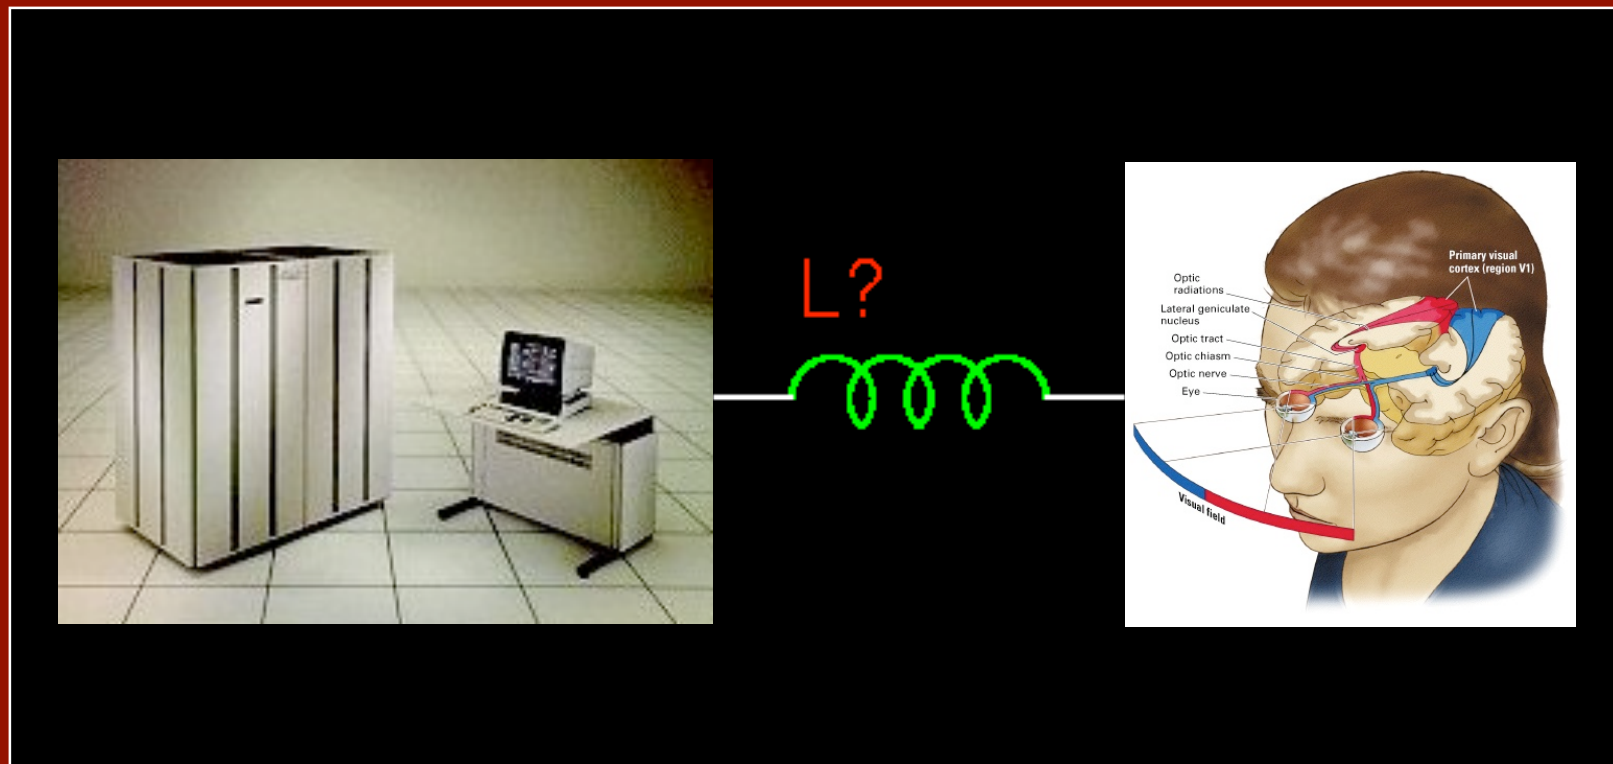 L?
Primary visual
cortex (region V1)
Optic
radiations
Lateral geniculate
nucleus
Optic tract
Optic chiasm
Optic nerve
Eye
Visual field